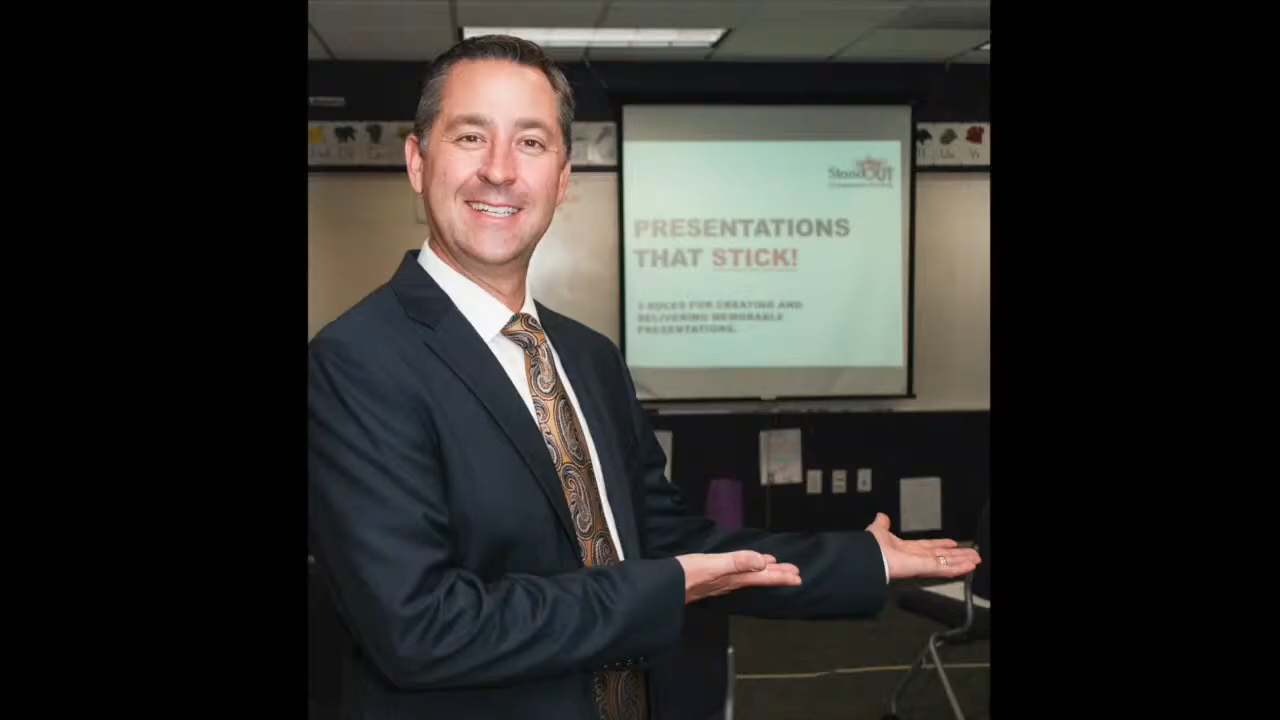 StandOUT
PRESENTATIONS
THAT STICK!
3 RULES FOR CREATING AND
DELIVERING MEMORABLE
PRESENTATIONS.